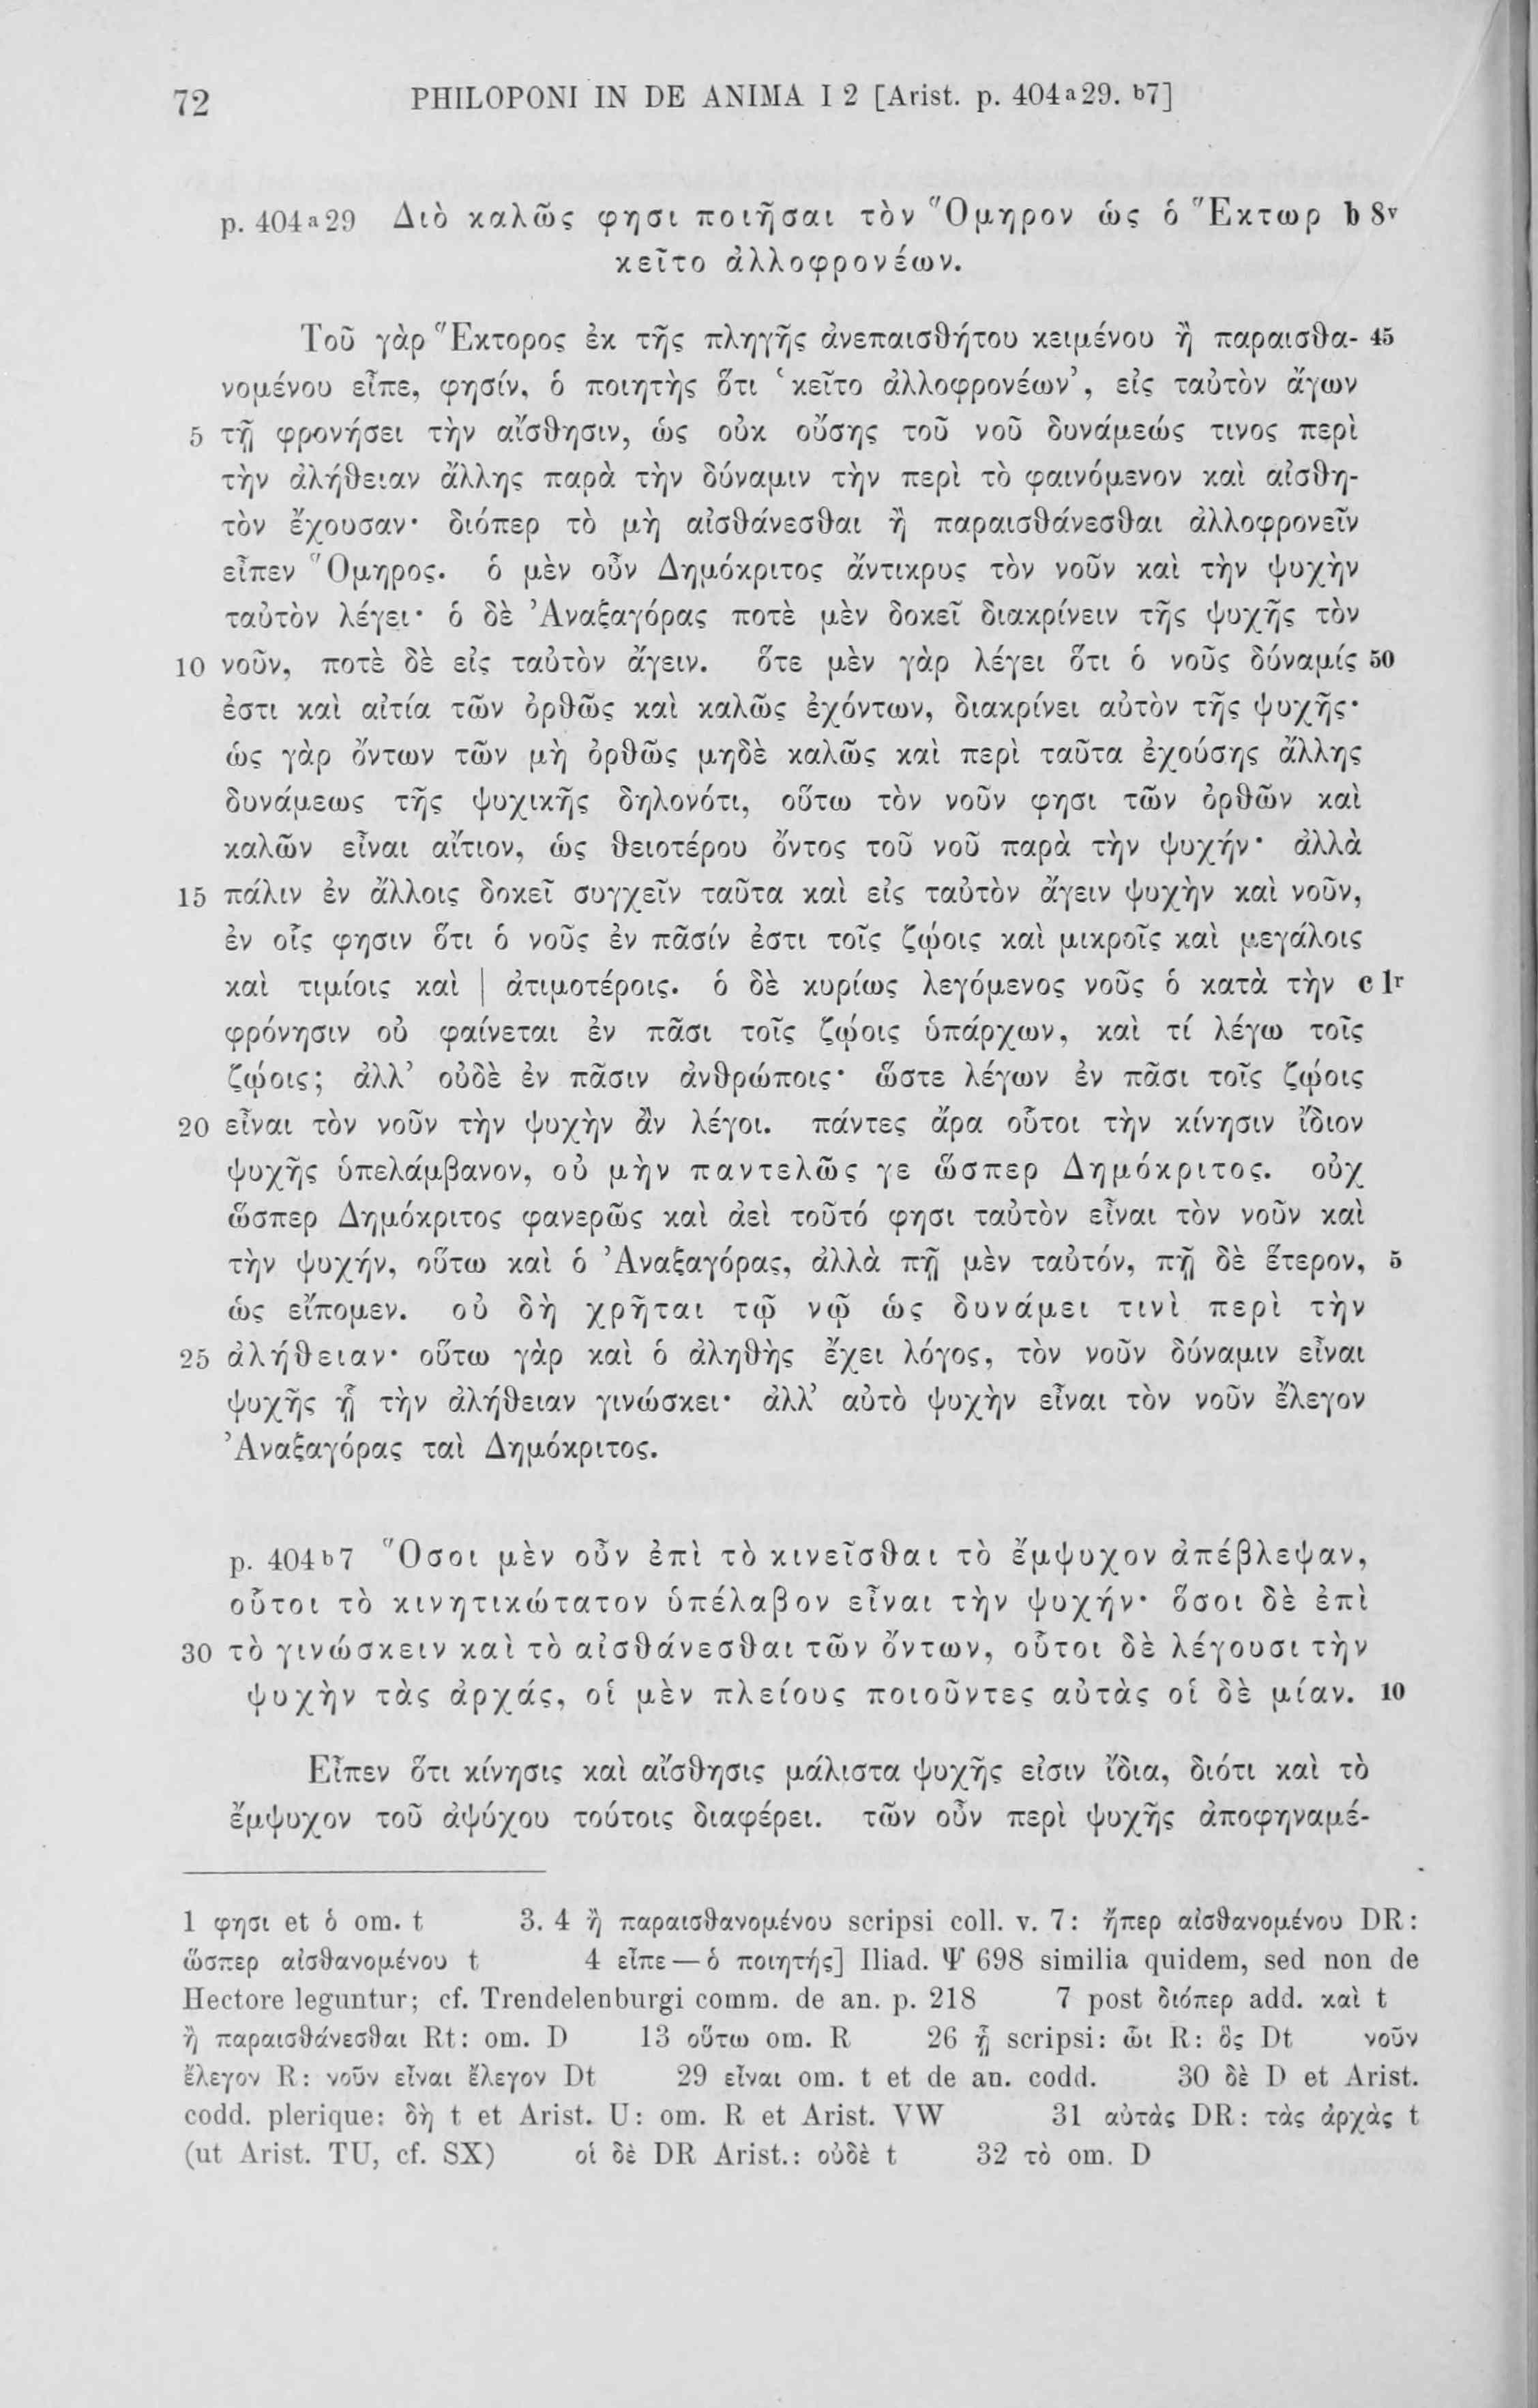 72 PHILOPONI IN DE ANIMA I 2 [Arist. p. 404a29. b7]
p. 404a29 Διὸ καλῶς φησι ποιῆσαι τὸν Ὅμηρον ὡς ὁ Ἕκτωρ b 8v
κεῖτο ἀλλοφρονέων.
Τοῦ γὰρ Ἕκτορος ἐκ τῆς πληγῆς ἀνεπαισθήτου κειμένου ἢ παραισθα- 45
νομένου εἶπε, φησίν, ὁ ποιητὴς ὅτι ‘κεῖτο ἀλλοφρονέων’, εἰς ταὐτὸν ἄγων
5 τῇ φρονήσει τὴν αἴσθησιν, ὡς οὐκ οὔσης τοῦ νοῦ δυνάμεώς τινος περὶ
τὴν ἀλήθειαν ἄλλης παρὰ τὴν δύναμιν τὴν περὶ τὸ φαινόμενον καὶ αἰσθη-
τὸν ἔχουσαν· διόπερ τὸ μὴ αἰσθάνεσθαι ἢ παραισθάνεσθαι ἀλλοφρονεῖν
εἶπεν Ὅμηρος. ὁ μὲν οὖν Δημόκριτος ἄντικρυς τὸν νοῦν καὶ τὴν ψυχὴν
ταὐτὸν λέγει· ὁ δὲ Ἀναξαγόρας ποτὲ μὲν δοκεῖ διακρίνειν τῆς ψυχῆς τὸν
10 νοῦν, ποτὲ δὲ εἰς ταὐτὸν ἄγειν. ὅτε μὲν γὰρ λέγει ὅτι ὁ νοῦς δύναμίς 50
ἐστι καὶ αἰτία τῶν ὀρθῶς καὶ καλῶς ἐχόντων, διακρίνει αὐτὸν τῆς ψυχῆς·
ὡς γὰρ ὄντων τῶν μὴ ὀρθῶς μηδὲ καλῶς καὶ περὶ ταῦτα ἐχούσης ἄλλης
δυνάμεως τῆς ψυχικῆς δηλονότι, οὕτω τὸν νοῦν φησι τῶν ὀρθῶν καὶ
καλῶν εἶναι αἴτιον, ὡς θειοτέρου ὄντος τοῦ νοῦ παρὰ τὴν ψυχήν· ἀλλὰ
15 πάλιν ἐν ἄλλοις δοκεῖ συγχεῖν ταῦτα καὶ εἰς ταὐτὸν ἄγειν ψυχὴν καὶ νοῦν,
ἐν οἷς φησιν ὅτι ὁ νοῦς ἐν πᾶσίν ἐστι τοῖς ζῴοις καὶ μικροῖς καὶ μεγάλοις
καὶ τιμίοις καὶ | ἀτιμοτέροις. ὁ δὲ κυρίως λεγόμενος νοῦς ὁ κατὰ τὴν c 1r
φρόνησιν οὐ φαίνεται ἐν πᾶσι τοῖς ζῴοις ὑπάρχων, καὶ τί λέγω τοῖς
ζῴοις; ἀλλ’ οὐδὲ ἐν πᾶσιν ἀνθρώποις· ὥστε λέγων ἐν πᾶσι τοῖς ζῴοις
20 εἶναι τὸν νοῦν τὴν ψυχὴν ἂν λέγοι. πάντες ἄρα οὗτοι τὴν κίνησιν ἴδιον
ψυχῆς ὑπελάμβανον, οὐ μὴν παντελῶς γε ὥσπερ Δημόκριτος. οὐχ
ὥσπερ Δημόκριτος φανερῶς καὶ ἀεὶ τοῦτό φησι ταὐτὸν εἶναι τὸν νοῦν καὶ
τὴν ψυχήν, οὕτω καὶ ὁ Ἀναξαγόρας, ἀλλὰ πῇ μὲν ταὐτόν, πῇ δὲ ἕτερον, 5
ὡς εἴπομεν. οὐ δὴ χρῆται τῷ νῷ ὡς δυνάμει τινὶ περὶ τὴν
25 ἀλήθειαν· οὕτω γὰρ καὶ ὁ ἀληθὴς ἔχει λόγος, τὸν νοῦν δύναμιν εἶναι
ψυχῆς ᾗ τὴν ἀλήθειαν γινώσκει· ἀλλ’ αὐτὸ ψυχὴν εἶναι τὸν νοῦν ἔλεγον
Ἀναξαγόρας ταὶ Δημόκριτος.
p. 404b7 Ὅσοι μὲν οὖν ἐπὶ τὸ κινεῖσθαι τὸ ἔμψυχον ἀπέβλεψαν,
οὗτοι τὸ κινητικώτατον ὑπέλαβον εἶναι τὴν ψυχήν· ὅσοι δὲ ἐπὶ
30 τὸ γινώσκειν καὶ τὸ αἰσθάνεσθαι τῶν ὄντων, οὗτοι δὲ λέγουσι τὴν
ψυχὴν τὰς ἀρχάς, οἱ μὲν πλείους ποιοῦντες αὐτὰς οἱ δὲ μίαν. 10
Εἶπεν ὅτι κίνησις καὶ αἴσθησις μάλιστα ψυχῆς εἰσιν ἴδια, διότι καὶ τὸ
ἔμψυχον τοῦ ἀψύχου τούτοις διαφέρει. τῶν οὖν περὶ ψυχῆς ἀποφηναμέ-
1 φησι et ὁ om. t 3. 4 ἢ παραισθανομένου scripsi coll. v. 7: ἤπερ αἰσθανομένου DR:
ὥσπερ αἰσθανομένου t 4 εἶπε — ὁ ποιητής] Iliad. Ψ 698 similia quidem, sed non de
Hectore leguntur; cf. Trendelenburgi comm. de an. p. 218 7 post διόπερ add. καὶ t
ἢ παραισθάνεσθαι Rt: om. D 13 οὕτω om. R 26 ᾗ scripsi: ὧι R: ὃς Dt νοῦν
ἔλεγον R: νοῦν εἶναι ἔλεγον Dt 29 εἶναι om. t et de an. codd. 30 δὲ D et Arist.
codd. plerique: δὴ t et Arist. U: om. R et Arist. VW 31 αὐτὰς DR: τὰς ἀρχὰς t
(ut Arist. TU, cf. SX) οἱ δὲ DR Arist.: οὐδὲ t 32 τὸ om. D